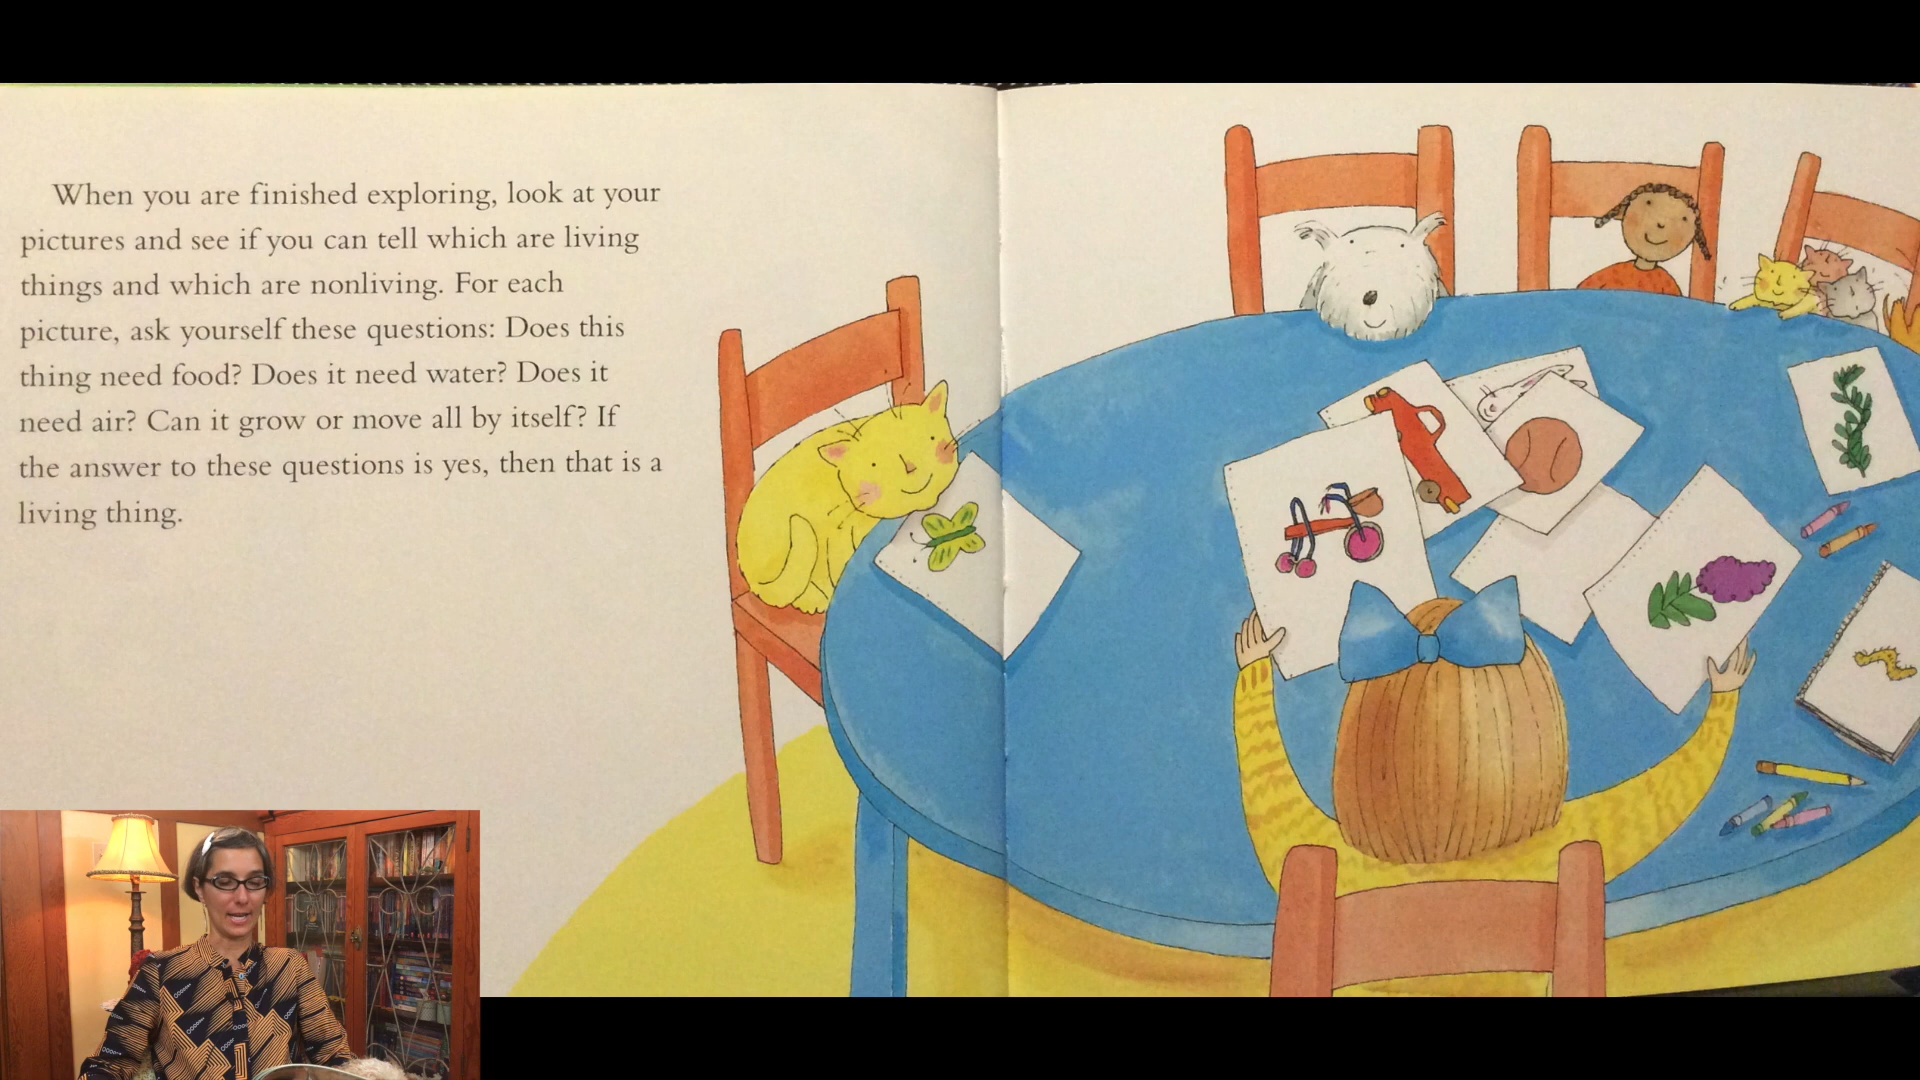 When you are finished exploring, look at your
pictures and see if you can tell which are living
things and which are nonliving. For each
picture, ask yourself these questions: Does this
thing need food? Does it need water? Does it
need air? Can it grow or move all by itself? If
the answer to these questions is yes, then that is a
living thing.